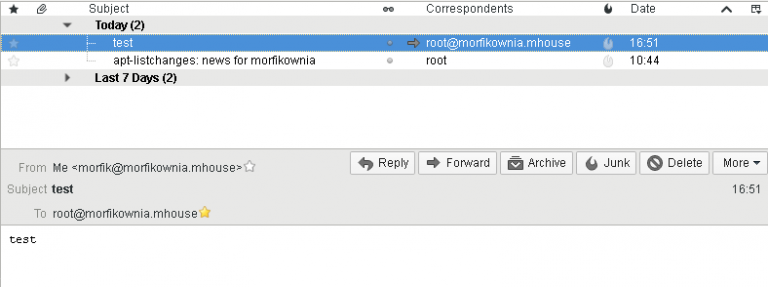 Subject Correspondents Date
Today (2)
test root@morfikownia.mhouse 16:51
apt-listchanges: news for morfikownia root 10:44
Last 7 Days (2)
From Me <morfik@morfikownia.mhouse> Reply Forward Archive Junk Delete More
Subject test 16:51
To root@morfikownia.mhouse
test